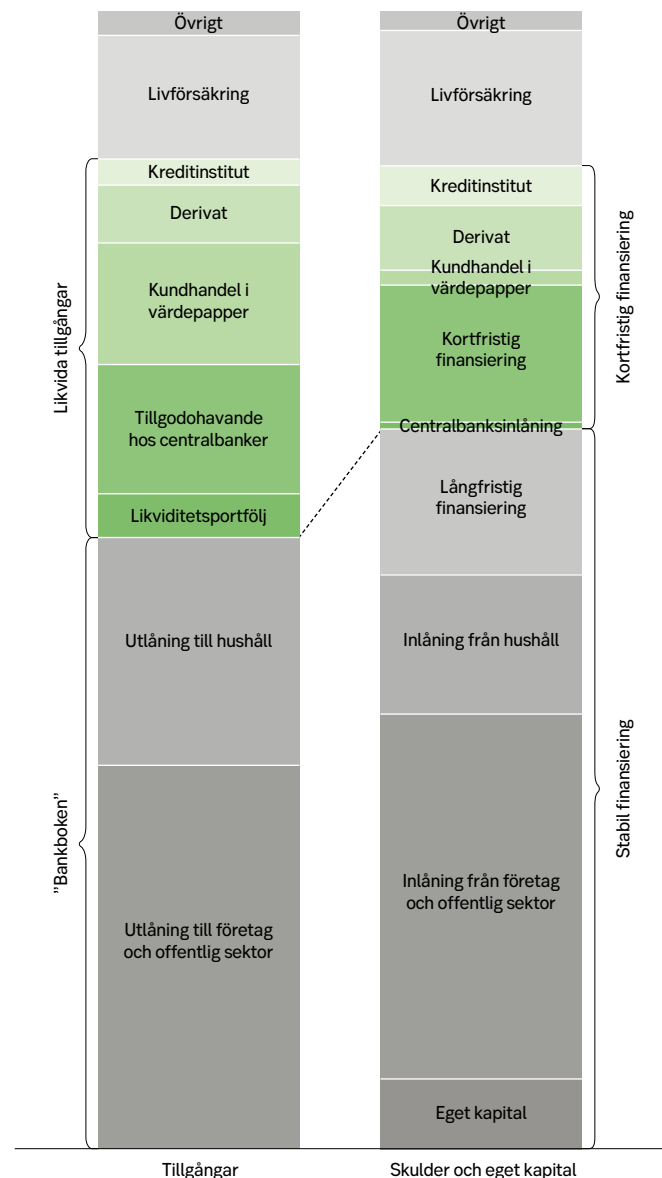 Övrigt
Livförsäkring
Kreditinstitut
Derivat
Kundhandel i
värdepapper
Tillgodohavande
hos centralbanker
Likviditetsportfölj
Utlåning till hushåll
Utlåning till företag
och offentlig sektor
Likvida tillgångar
”Bankboken”
Tillgångar
Övrigt
Livförsäkring
Kreditinstitut
Derivat
Kundhandel i
värdepapper
Kortfristig
finansiering
Centralbanksinlåning
Långfristig
finansiering
Inlåning från hushåll
Inlåning från företag
och offentlig sektor
Eget kapital
Kortfristig finansiering
Stabil finansiering
Skulder och eget kapital